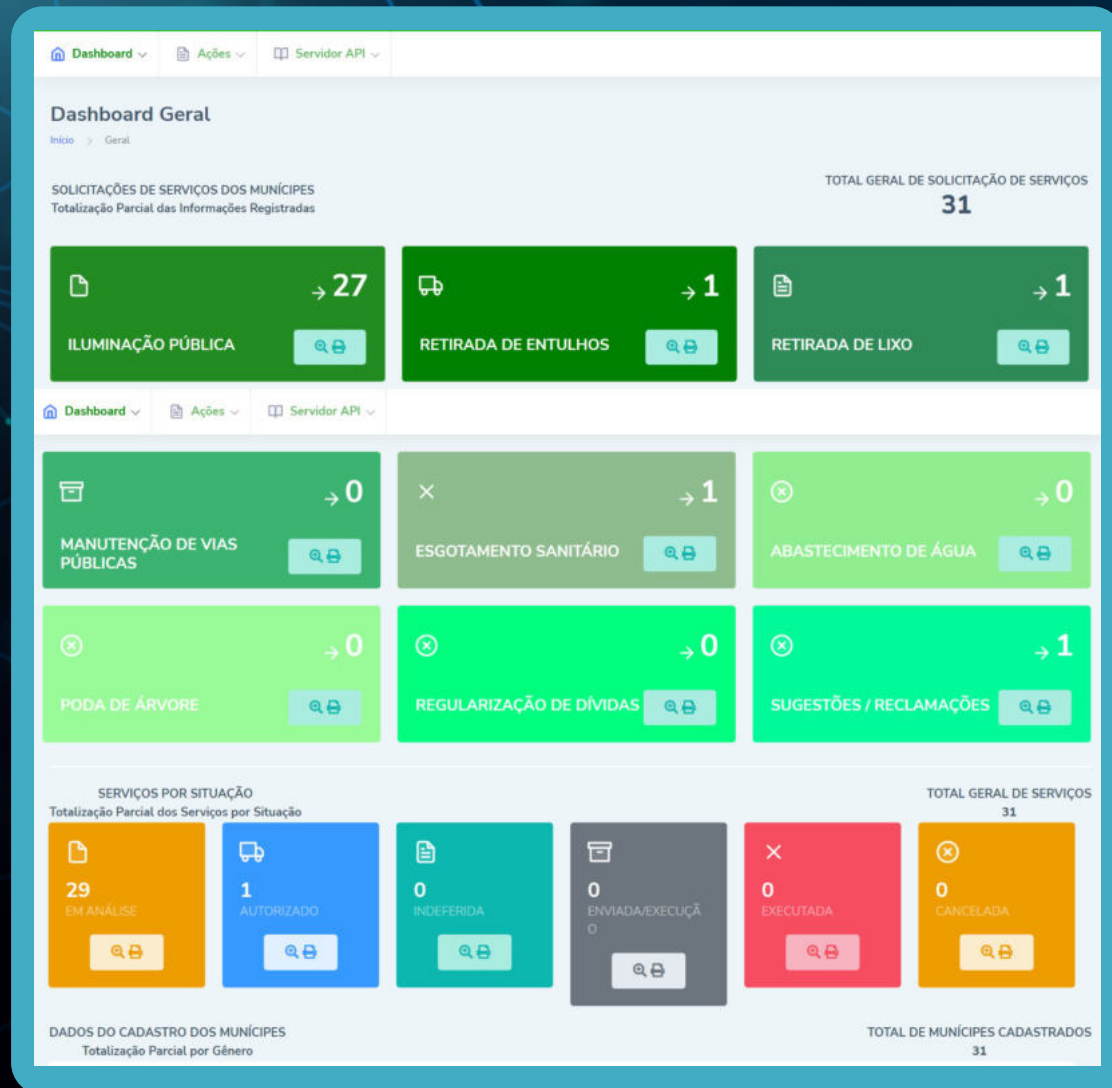 Dashboard Ações Servidor API
Dashboard Geral
Início > Geral
SOLICITAÇÕES DE SERVIÇOS DOS MUNÍCIPES
Totalização Parcial das Informações Registradas
TOTAL GERAL DE SOLICITAÇÃO DE SERVIÇOS
31
→ 27
ILUMINAÇÃO PÚBLICA
→ 1
RETIRADA DE ENTULHOS
→ 1
RETIRADA DE LIXO
Dashboard Ações Servidor API
→ 0
MANUTENÇÃO DE VIAS
PÚBLICAS
→ 1
ESGOTAMENTO SANITÁRIO
→ 0
ABASTECIMENTO DE ÁGUA
→ 0
PODA DE ÁRVORE
→ 0
REGULARIZAÇÃO DE DÍVIDAS
→ 1
SUGESTÕES / RECLAMAÇÕES
SERVIÇOS POR SITUAÇÃO
Totalização Parcial dos Serviços por Situação
TOTAL GERAL DE SERVIÇOS
31
29
EM ANÁLISE
1
AUTORIZADO
0
INDEFERIDA
0
ENVIADA/EXECUÇÃ
O
0
EXECUTADA
0
CANCELADA
DADOS DO CADASTRO DOS MUNÍCIPES
Totalização Parcial por Gênero
TOTAL DE MUNÍCIPES CADASTRADOS
31